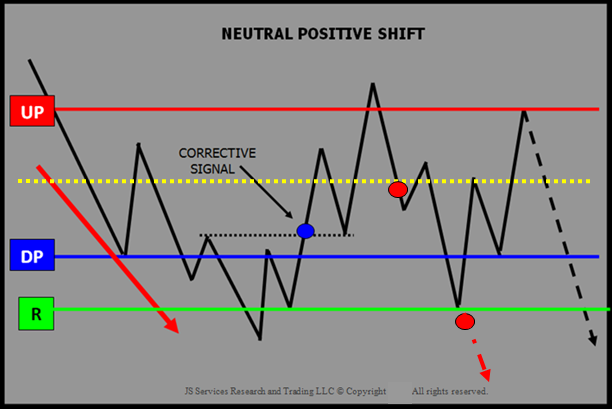 NEUTRAL POSITIVE SHIFT
UP
CORRECTIVE
SIGNAL
DP
R
JS Services Research and Trading LLC © Copyright All rights reserved.